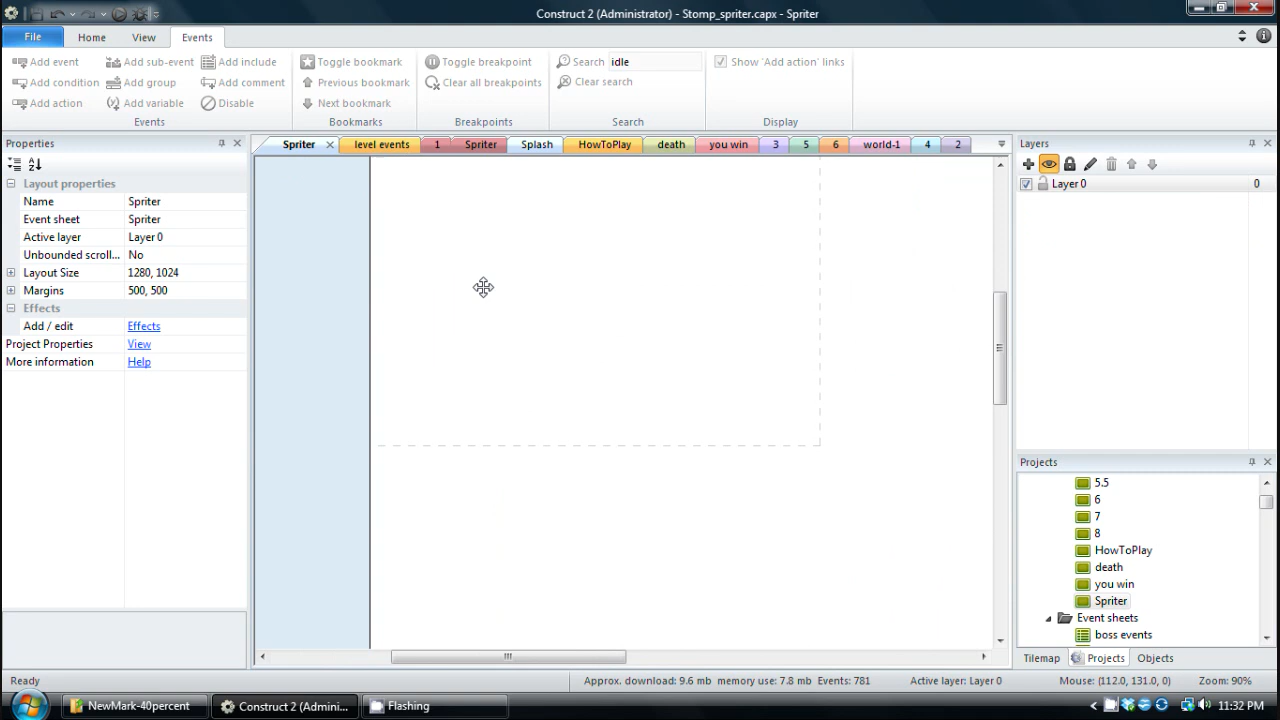 Construct 2 (Administrator) - Stomp_spriter.capx - Spriter
File Home View Events
Add event Add sub-event Add include Toggle bookmark Toggle breakpoint Search idle Show 'Add action' links
Add condition Add group Add comment Previous bookmark Clear all breakpoints Clear search
Add action Add variable Disable Next bookmark
Events Bookmarks Breakpoints Search Display
Properties
Spriter level events 1 Spriter Splash HowToPlay death you win 3 5 6 world-1 4 2
Layers
Layout properties
Name Spriter
Event sheet Spriter
Active layer Layer 0
Unbounded scroll... No
Layout Size 1280, 1024
Margins 500, 500
Effects
Add / edit Effects
Project Properties View
More information Help
Layer 0 0
Projects
5.5
6
7
8
HowToPlay
death
you win
Spriter
Event sheets
boss events
Tilemap Projects Objects
Ready Approx. download: 9.6 mb memory use: 7.8 mb Events: 781 Active layer: Layer 0 Mouse: (112.0, 131.0, 0) Zoom: 90%
NewMark-40percent Construct 2 (Admini... Flashing 11:32 PM